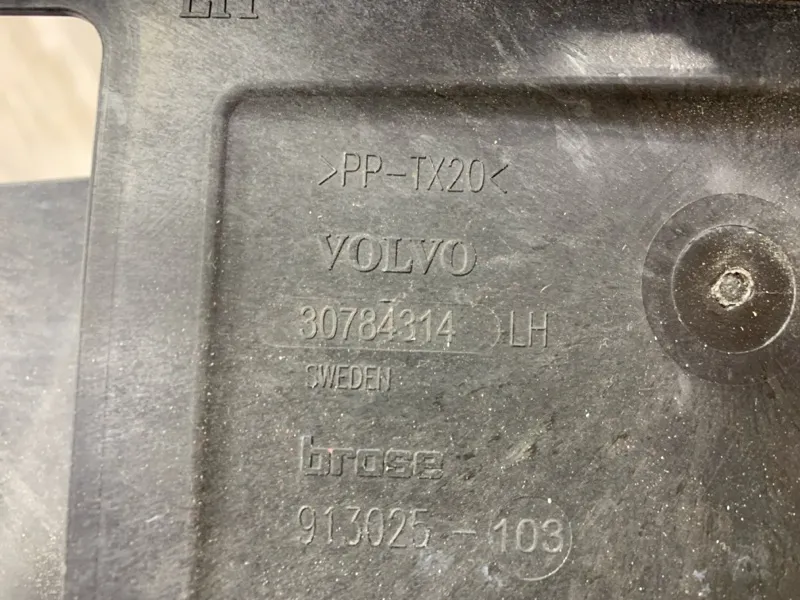 >PP-TX20<
VOLVO
30784314 LH
SWEDEN
brose
913025-103